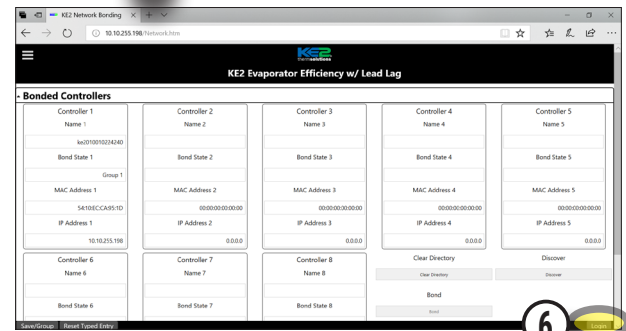 KE2 Network Bonding
10.10.255.198/Network.htm
KE2
thermsolutions
KE2 Evaporator Efficiency w/ Lead Lag
- Bonded Controllers
Controller 1 Controller 2 Controller 3 Controller 4 Controller 5
Name 1 Name 2 Name 3 Name 4 Name 5
ke2010010224240
Bond State 1 Bond State 2 Bond State 3 Bond State 4 Bond State 5
Group 1
MAC Address 1 MAC Address 2 MAC Address 3 MAC Address 4 MAC Address 5
54:10:EC:CA:95:1D 00:00:00:00:00:00 00:00:00:00:00:00 00:00:00:00:00:00 00:00:00:00:00:00
IP Address 1 IP Address 2 IP Address 3 IP Address 4 IP Address 5
10.10.255.198 0.0.0.0 0.0.0.0 0.0.0.0 0.0.0.0
Controller 6 Controller 7 Controller 8 Clear Directory Discover
Name 6 Name 7 Name 8 Clear Directory Discover
Bond
Bond State 6 Bond State 7 Bond State 8 Bond
Save/Group Reset Typed Entry 6 Login